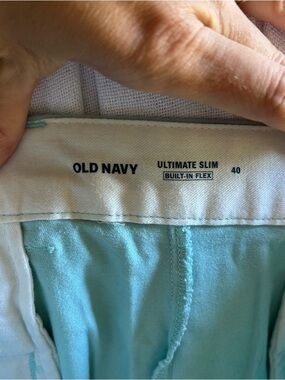 OLD NAVY
ULTIMATE SLIM
BUILT-IN FLEX
40